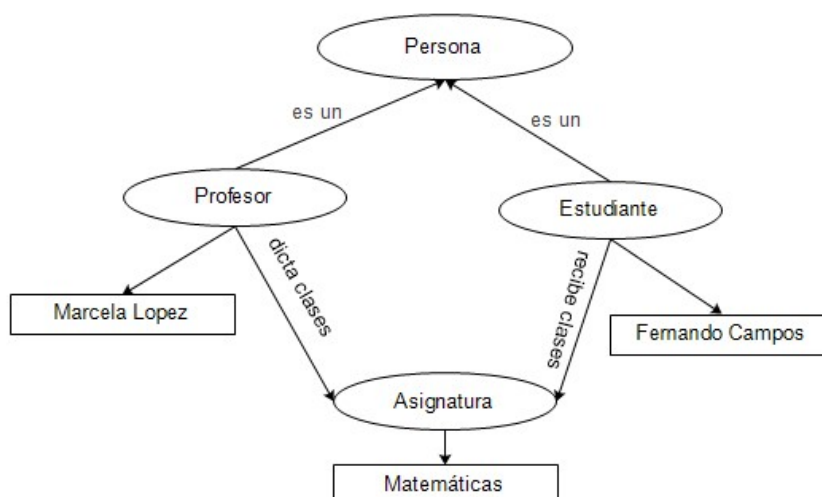 Persona
es un
es un
Profesor
Estudiante
dicta clases
recibe clases
Marcela Lopez
Fernando Campos
Asignatura
Matemáticas